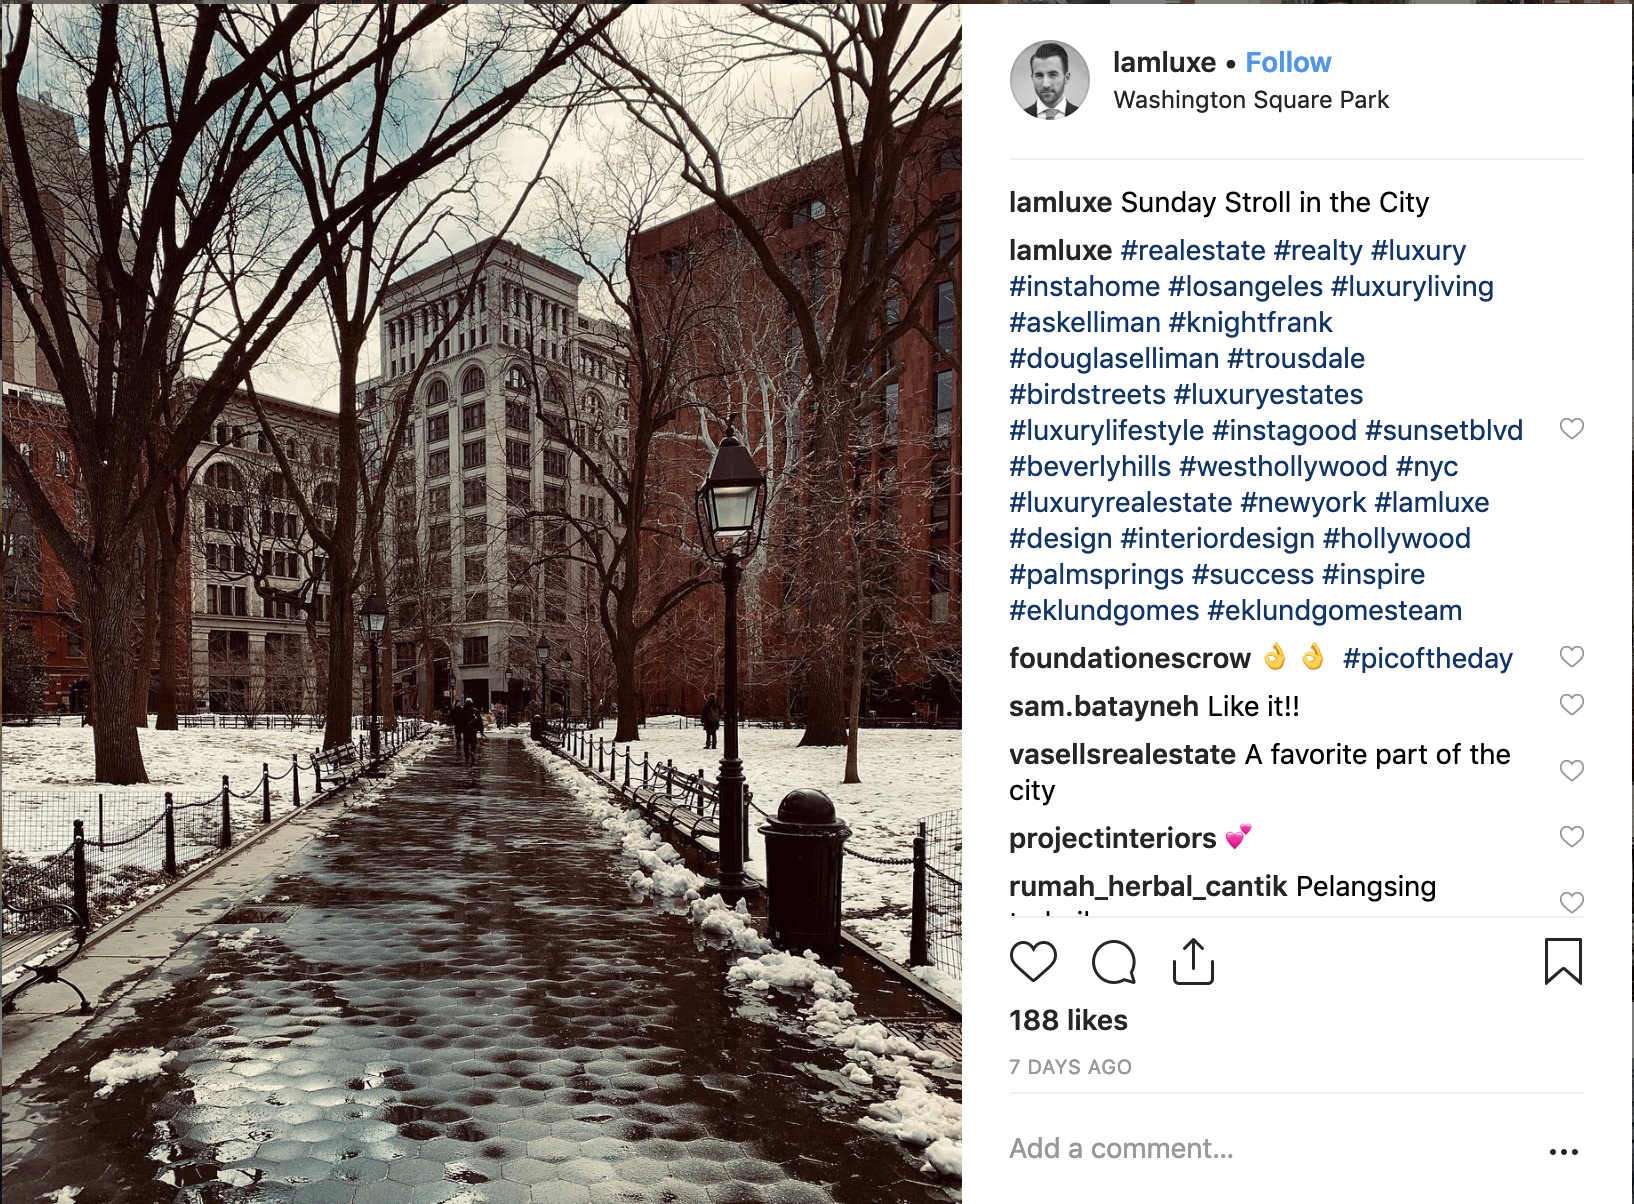 lamluxe • Follow
Washington Square Park
lamluxe Sunday Stroll in the City
lamluxe #realestate #realty #luxury
#instahome #losangeles #luxuryliving
#askelliman #knightfrank
#douglaselliman #trousdale
#birdstreets #luxuryestates
#luxurylifestyle #instagood #sunsetblvd
#beverlyhills #westhollywood #nyc
#luxuryrealestate #newyork #lamluxe
#design #interiordesign #hollywood
#palmsprings #success #inspire
#eklundgomes #eklundgomesteam
foundationescrow 👌 👌 #picoftheday
sam.batayneh Like it!!
vasellsrealestate A favorite part of the
city
projectinteriors 💕
rumah_herbal_cantik Pelangsing
188 likes
7 DAYS AGO
Add a comment...